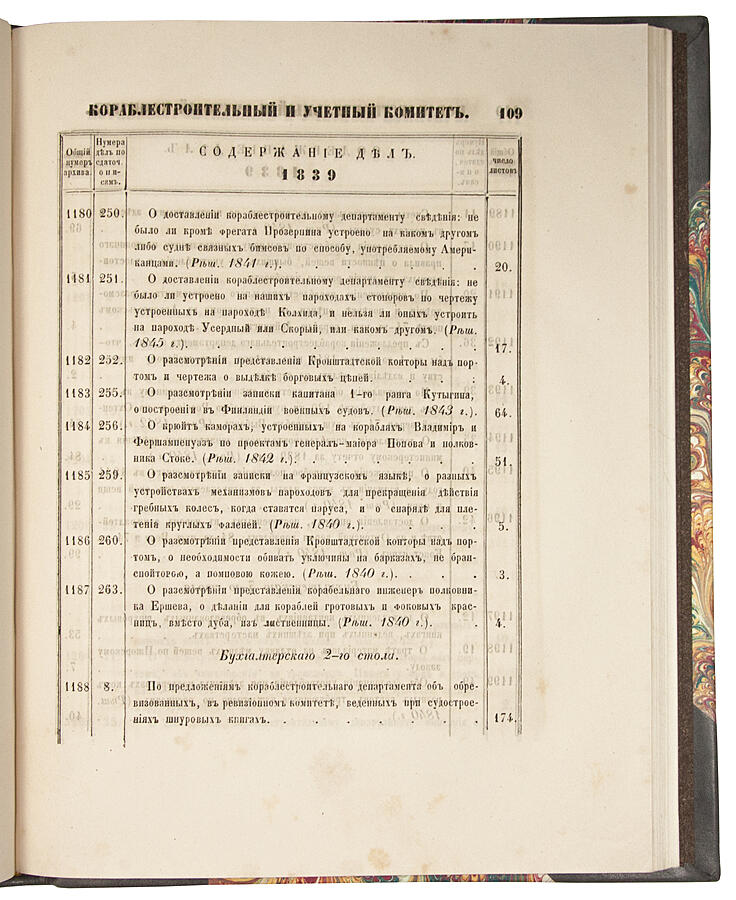 КОРАБЛЕСТРОИТЕЛЬНЫЙ И УЧЕТНЫЙ КОМИТЕТЪ. 109
Общій нумеръ архива.
Нумера дѣлъ по сдаточ. описямъ.
СОДЕРЖАНІЕ ДѢЛЪ.
1839
число листовъ
1180 250. О доставленіи кораблестроительному департаменту свѣденія: не
было ли кромѣ фрегата Прозерпина устроено на какомъ другомъ
либо суднѣ связныхъ бимсовъ по способу, употребляемому Амери-
канцами. (Рѣш. 1841 г.). 20.
1181 251. О доставленіи кораблестроительному департаменту свѣденія: не
было ли устроено на нашихъ пароходахъ стопоровъ по чертежу
устроенныхъ на пароходѣ Колхида, и нельзя ли оныхъ устроить
на пароходѣ Усердный или Скорый, или какомъ другомъ. (Рѣш.
1845 г.). 17.
1182 252. О разсмотрѣніи представленія Кронштадтской конторы надъ пор-
томъ и чертежа о выдѣлкѣ борговыхъ цѣпей. 4.
1183 255. О разсмотрѣніи записки капитана 1-го ранга Кутыгина,
о построеніи въ Финландіи военныхъ судовъ. (Рѣш. 1843 г.). 64.
1184 256. О крюйтъ каморахъ, устроенныхъ на корабляхъ Владиміръ и
Фершампенуазъ по проектамъ генералъ-маіора Попова и полков-
ника Стоке. (Рѣш. 1842 г.). 51.
1185 259. О разсмотрѣніи записки на французскомъ языкѣ, о разныхъ
устройствахъ механизмовъ пароходовъ для прекращенія дѣйствія
гребныхъ колесъ, когда ставятся паруса, и о снарядѣ для пле-
тенія круглыхъ фаленей. (Рѣш. 1840 г.). 5.
1186 260. О разсмотрѣніи представленія Кронштадтской конторы надъ пор-
томъ, о необходимости обивать уключины на барказахъ, не бран-
спойтовою, а помповою кожею. (Рѣш. 1840 г.). 3.
1187 263. О разсмотрѣніи представленія корабельнаго инженеръ полковни-
ка Ершева, о дѣланіи для кораблей гротовыхъ и фоковыхъ крас-
ницъ, вмѣсто дуба, изъ лиственницы. (Рѣш. 1840 г.). 4.
Бухгалтерскаго 2-го стола.
1188 8. По предложеніямъ кораблестроительнаго департамента объ обре-
визованныхъ, въ ревизіонномъ комитетѣ, веденныхъ при судострое-
ніяхъ шнуровыхъ книгахъ. 174.